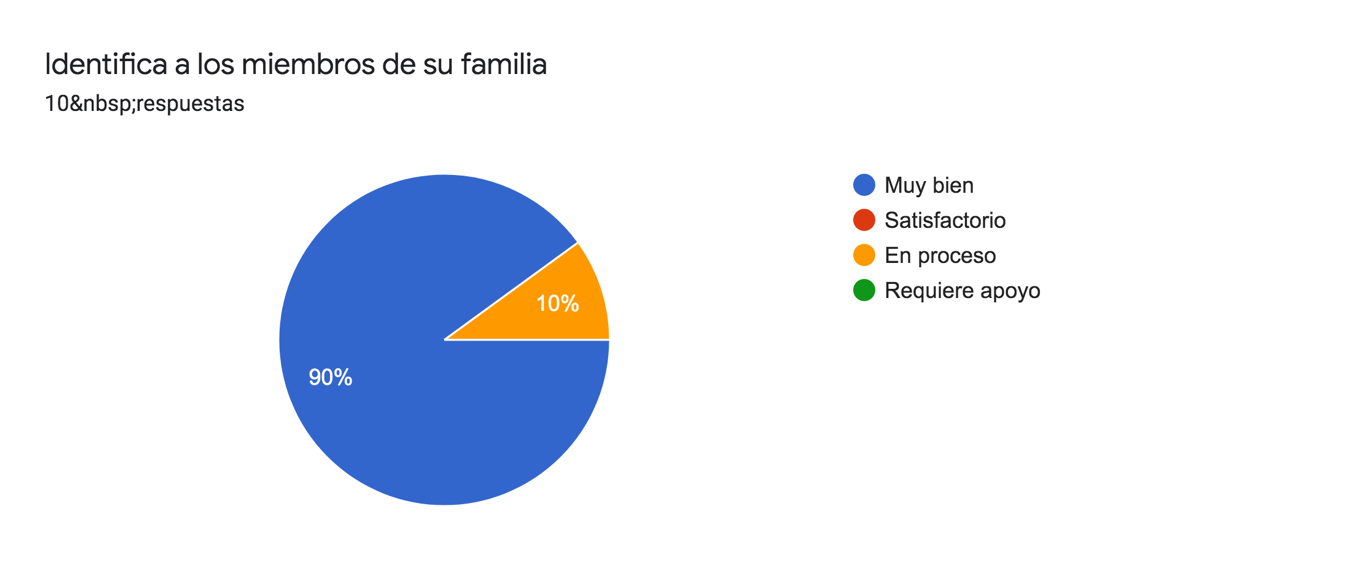 Identifica a los miembros de su familia
10&nbsp;respuestas
Muy bien
Satisfactorio
En proceso
Requiere apoyo
10%
90%